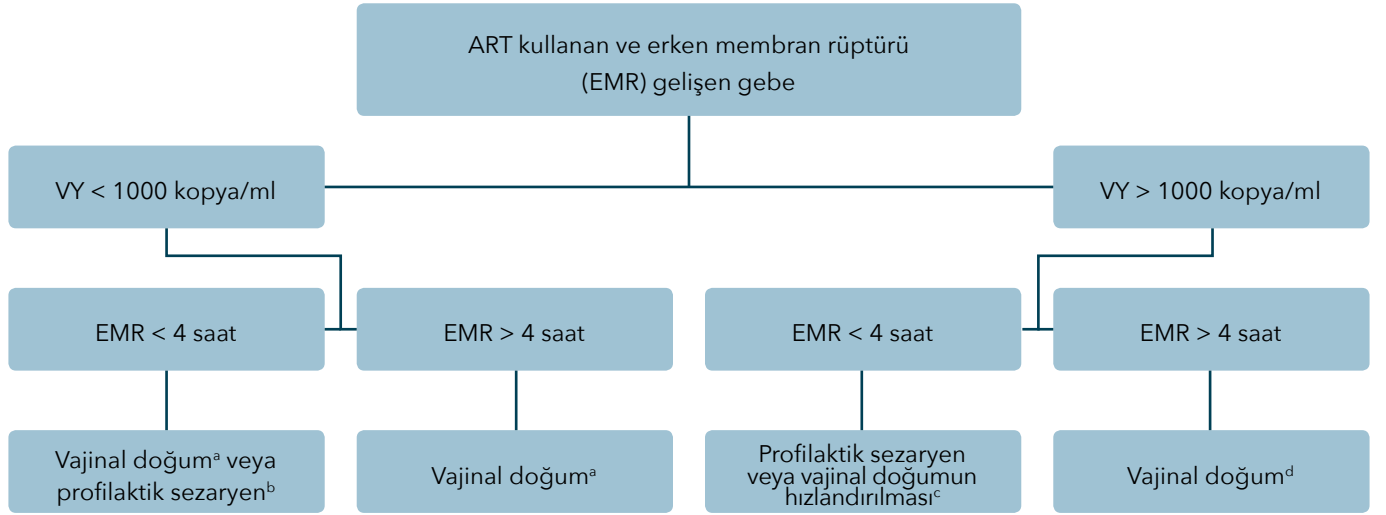 ART kullanan ve erken membran rüptürü
(EMR) gelişen gebe
VY < 1000 kopya/ml
VY > 1000 kopya/ml
EMR < 4 saat
EMR > 4 saat
EMR < 4 saat
EMR > 4 saat
Vajinal doğumᵃ veya
profilaktik sezaryenᵇ
Vajinal doğumᵃ
Profilaktik sezaryen
veya vajinal doğumun
hızlandırılmasıᶜ
Vajinal doğumᵈ